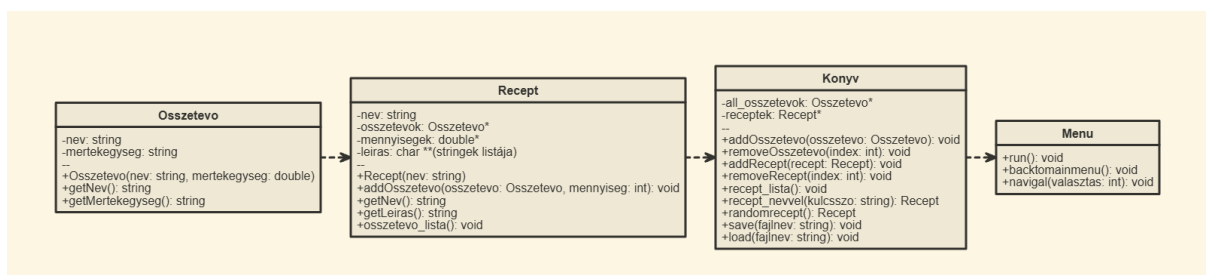 Osszetevo
-nev: string
-mertekegyseg: string
--
+Osszetevo(nev: string, mertekegyseg: double)
+getNev(): string
+getMertekegyseg(): string
Recept
-nev: string
-osszetevok: Osszetevo*
-mennyisegek: double*
-leiras: char **(stringek listája)
--
+Recept(nev: string)
+addOsszetevo(osszetevo: Osszetevo, mennyiseg: int): void
+getNev(): string
+getLeiras(): string
+osszetevo_lista(): void
Konyv
-all_osszetevok: Osszetevo*
-receptek: Recept*
--
+addOsszetevo(osszetevo: Osszetevo): void
+removeOsszetevo(index: int): void
+addRecept(recept: Recept): void
+removeRecept(index: int): void
+recept_lista(): void
+recept_nevvel(kulcsszo: string): Recept
+randomrecept(): Recept
+save(fajlnev: string): void
+load(fajlnev: string): void
Menu
+run(): void
+backtomainmenu(): void
+navigal(valasztas: int): void